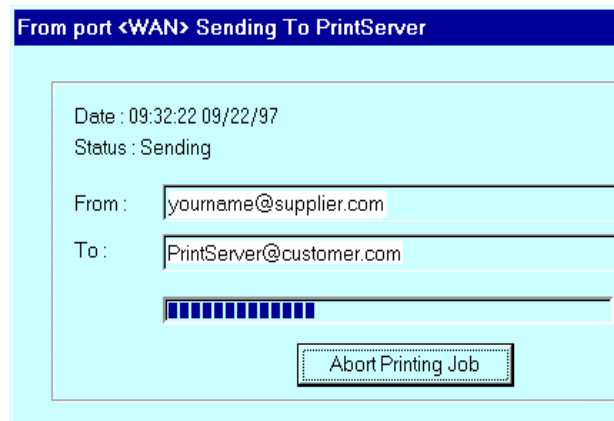 From port <WAN> Sending To PrintServer
Date : 09:32:22 09/22/97
Status : Sending
From : yourname@supplier.com
To : PrintServer@customer.com
Abort Printing Job